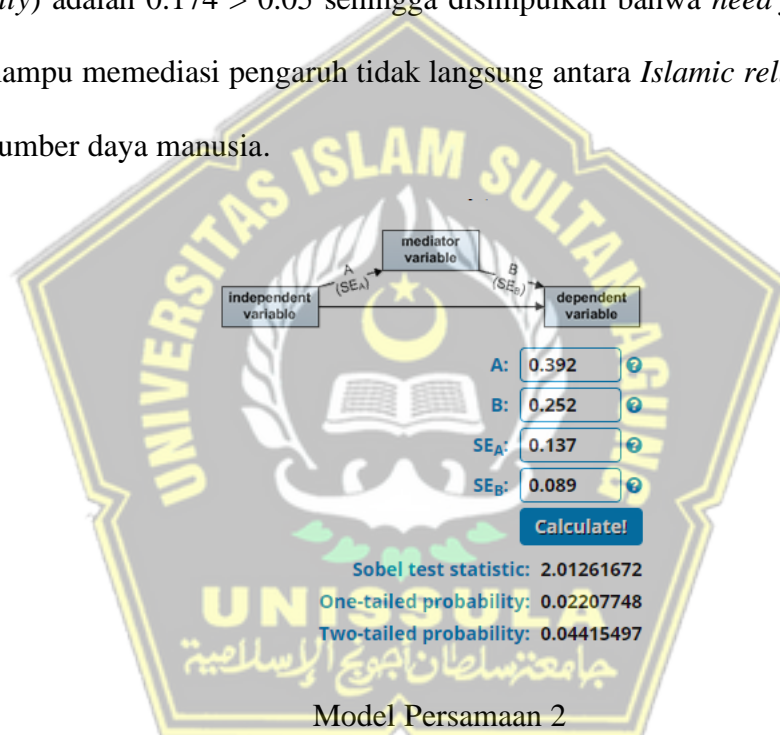 ity) adalah 0.174 > 0.05 sehingga disimpulkan bahwa need
ampu memediasi pengaruh tidak langsung antara Islamic rel
umber daya manusia.
UNIVERSITAS ISLAM SULTAN AGUNG
mediator
variable
A
(SEA)
B
(SEB)
independent
variable
dependent
variable
A: 0.392
B: 0.252
SEA: 0.137
SEB: 0.089
Calculate!
Sobel test statistic: 2.01261672
One-tailed probability: 0.02207748
Two-tailed probability: 0.04415497
UNISSULA
جامعة سلطان أجونج الإسلامية
Model Persamaan 2